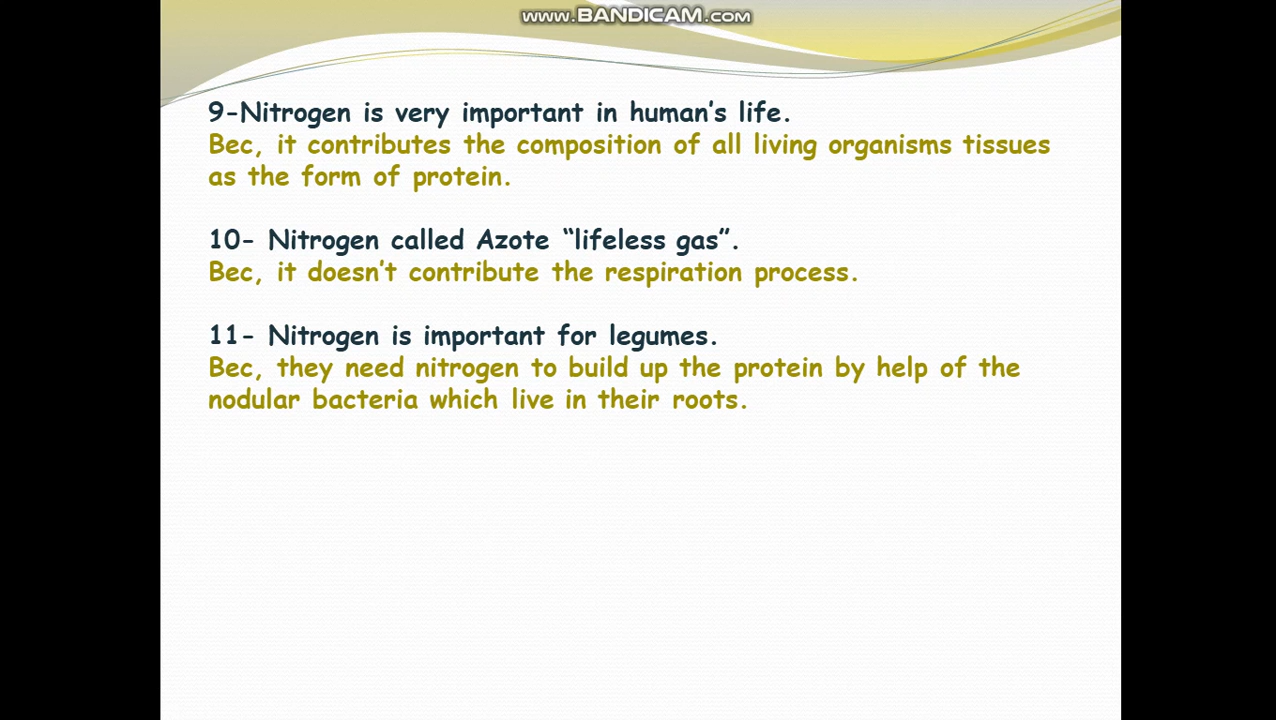 www.BANDICAM.com
9-Nitrogen is very important in human’s life.
Bec, it contributes the composition of all living organisms tissues
as the form of protein.
10- Nitrogen called Azote “lifeless gas”.
Bec, it doesn’t contribute the respiration process.
11- Nitrogen is important for legumes.
Bec, they need nitrogen to build up the protein by help of the
nodular bacteria which live in their roots.